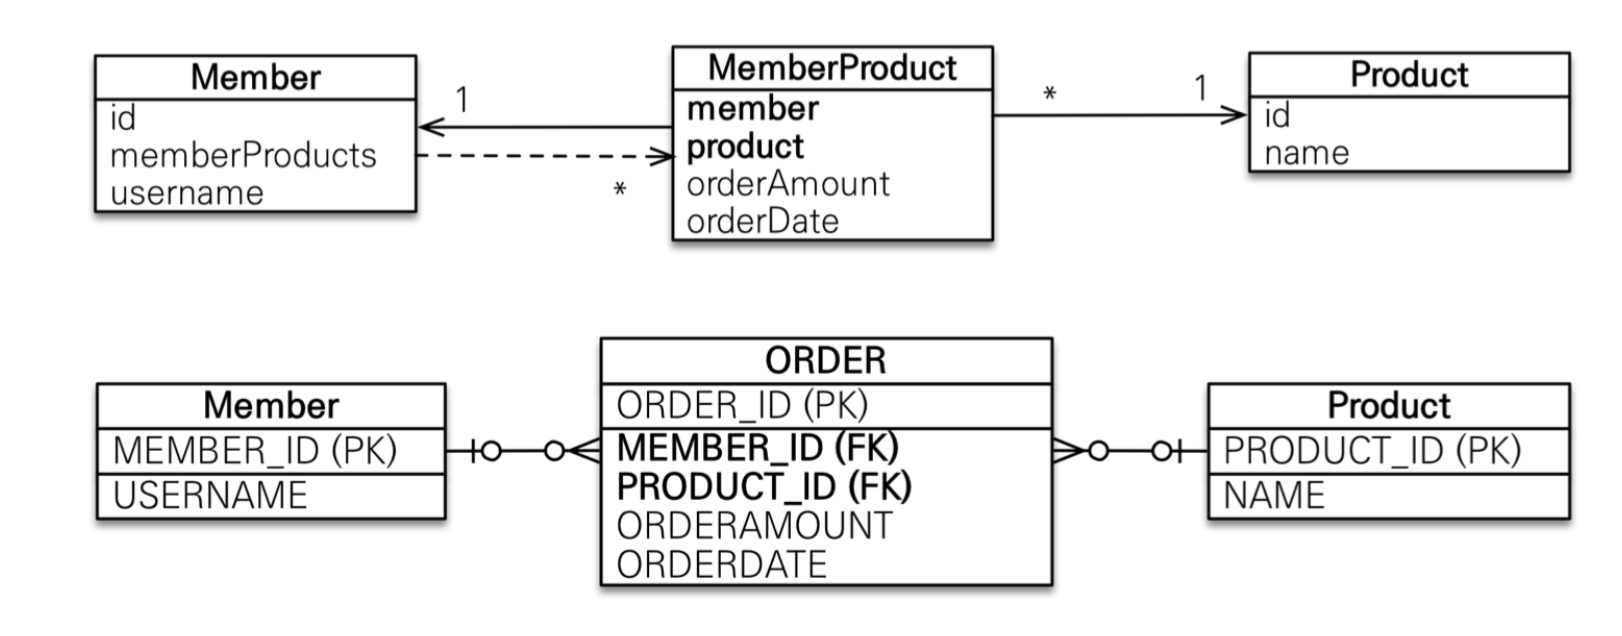 Member
id
memberProducts
username
1
*
MemberProduct
member
product
orderAmount
orderDate
*
1
Product
id
name
Member
MEMBER_ID (PK)
USERNAME
ORDER
ORDER_ID (PK)
MEMBER_ID (FK)
PRODUCT_ID (FK)
ORDERAMOUNT
ORDERDATE
Product
PRODUCT_ID (PK)
NAME